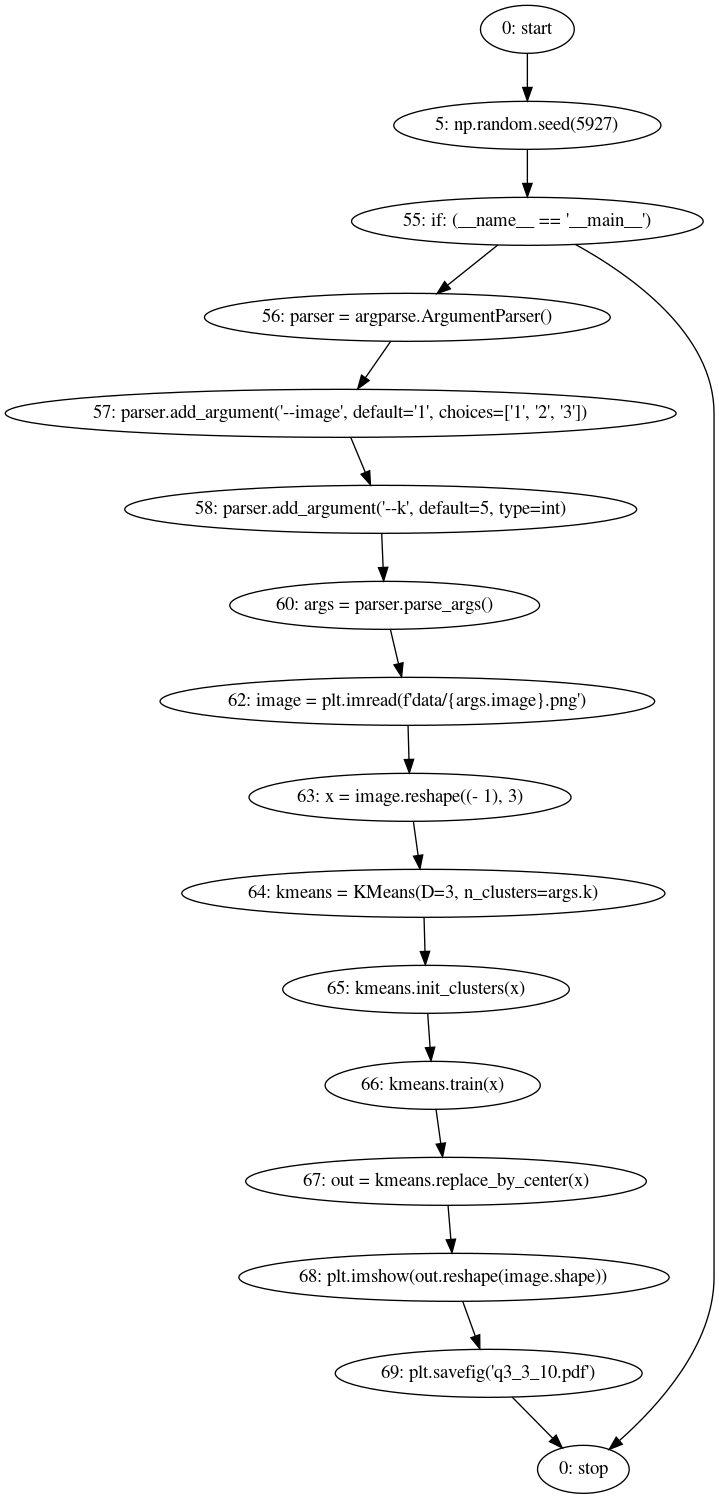 0: start
5: np.random.seed(5927)
55: if: (__name__ == '__main__')
56: parser = argparse.ArgumentParser()
57: parser.add_argument('--image', default='1', choices=['1', '2', '3'])
58: parser.add_argument('--k', default=5, type=int)
60: args = parser.parse_args()
62: image = plt.imread(f'data/{args.image}.png')
63: x = image.reshape((- 1), 3)
64: kmeans = KMeans(D=3, n_clusters=args.k)
65: kmeans.init_clusters(x)
66: kmeans.train(x)
67: out = kmeans.replace_by_center(x)
68: plt.imshow(out.reshape(image.shape))
69: plt.savefig('q3_3_10.pdf')
0: stop